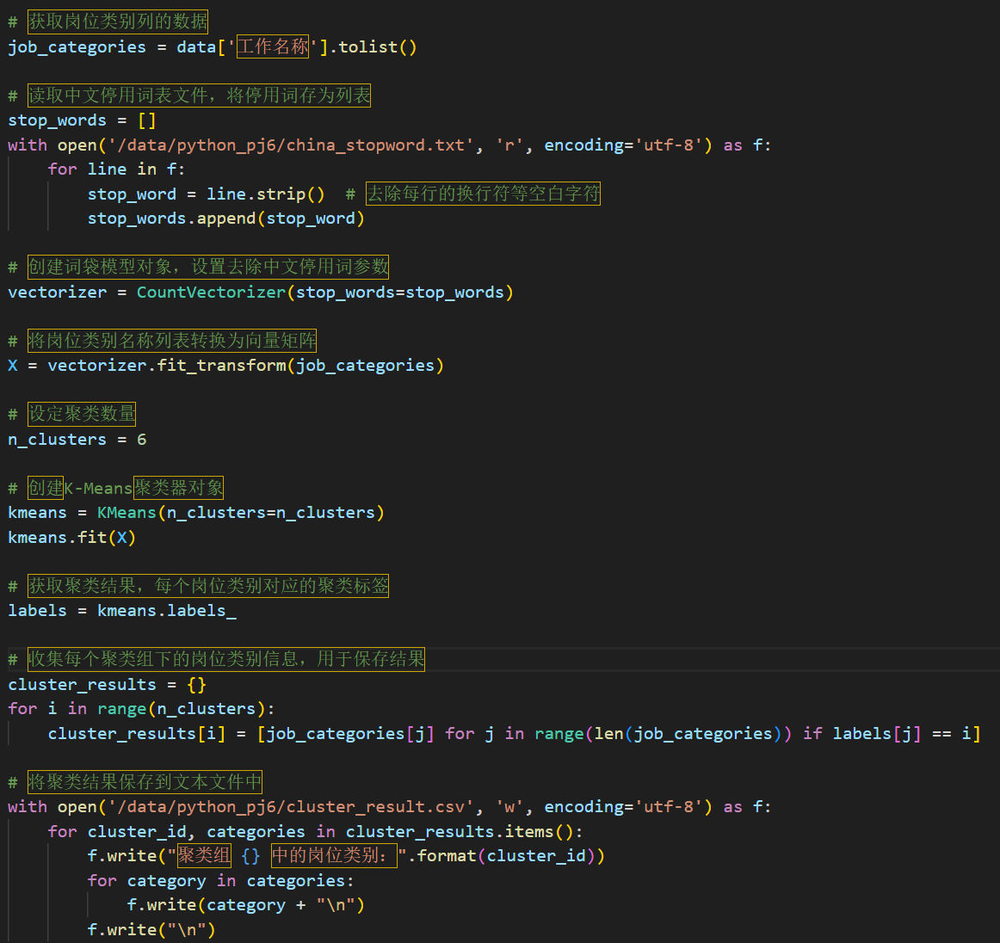 # 获取岗位类别列的数据
job_categories = data['工作名称'].tolist()
# 读取中文停用词表文件，将停用词存为列表
stop_words = []
with open('/data/python_pj6/china_stopword.txt', 'r', encoding='utf-8') as f:
    for line in f:
        stop_word = line.strip()  # 去除每行的换行符等空白字符
        stop_words.append(stop_word)
# 创建词袋模型对象，设置去除中文停用词参数
vectorizer = CountVectorizer(stop_words=stop_words)
# 将岗位类别名称列表转换为向量矩阵
X = vectorizer.fit_transform(job_categories)
# 设定聚类数量
n_clusters = 6
# 创建K-Means聚类器对象
kmeans = KMeans(n_clusters=n_clusters)
kmeans.fit(X)
# 获取聚类结果，每个岗位类别对应的聚类标签
labels = kmeans.labels_
# 收集每个聚类组下的岗位类别信息，用于保存结果
cluster_results = {}
for i in range(n_clusters):
    cluster_results[i] = [job_categories[j] for j in range(len(job_categories)) if labels[j] == i]
# 将聚类结果保存到文本文件中
with open('/data/python_pj6/cluster_result.csv', 'w', encoding='utf-8') as f:
    for cluster_id, categories in cluster_results.items():
        f.write("聚类组 {} 中的岗位类别：".format(cluster_id))
        for category in categories:
            f.write(category + "\n")
        f.write("\n")